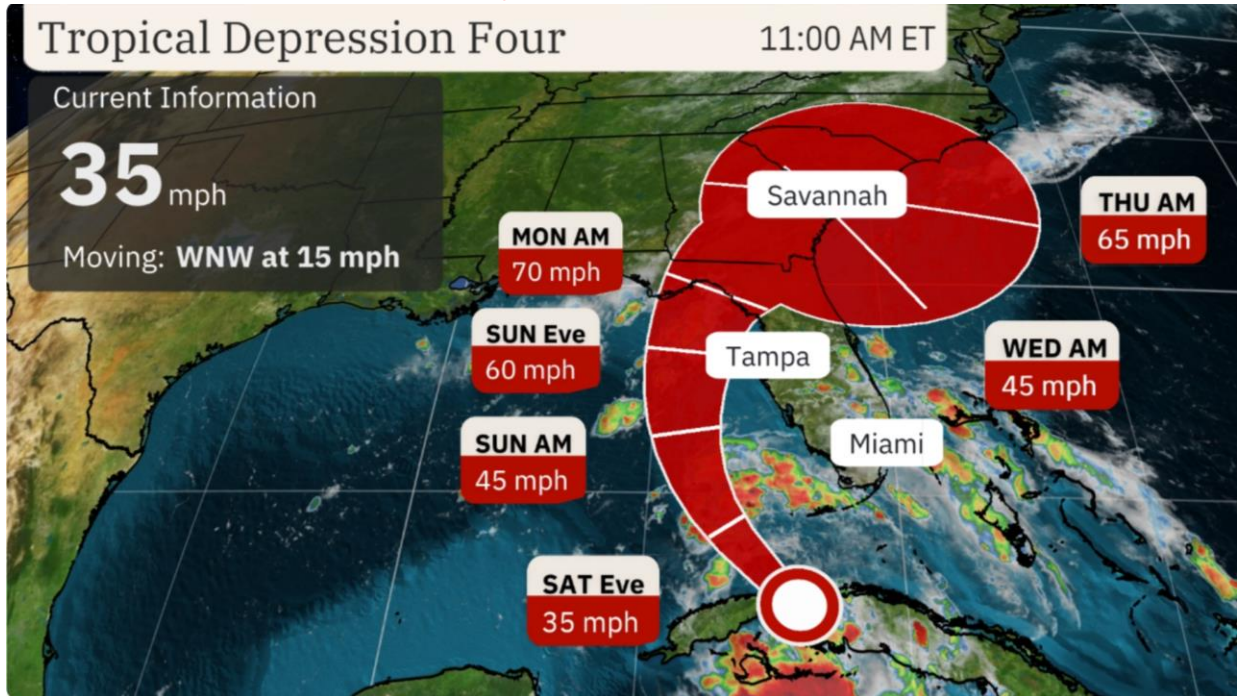 Tropical Depression Four
11:00 AM ET
Current Information
35 mph
Moving: WNW at 15 mph
Savannah
THU AM
65 mph
MON AM
70 mph
SUN Eve
60 mph
Tampa
WED AM
45 mph
SUN AM
45 mph
Miami
SAT Eve
35 mph